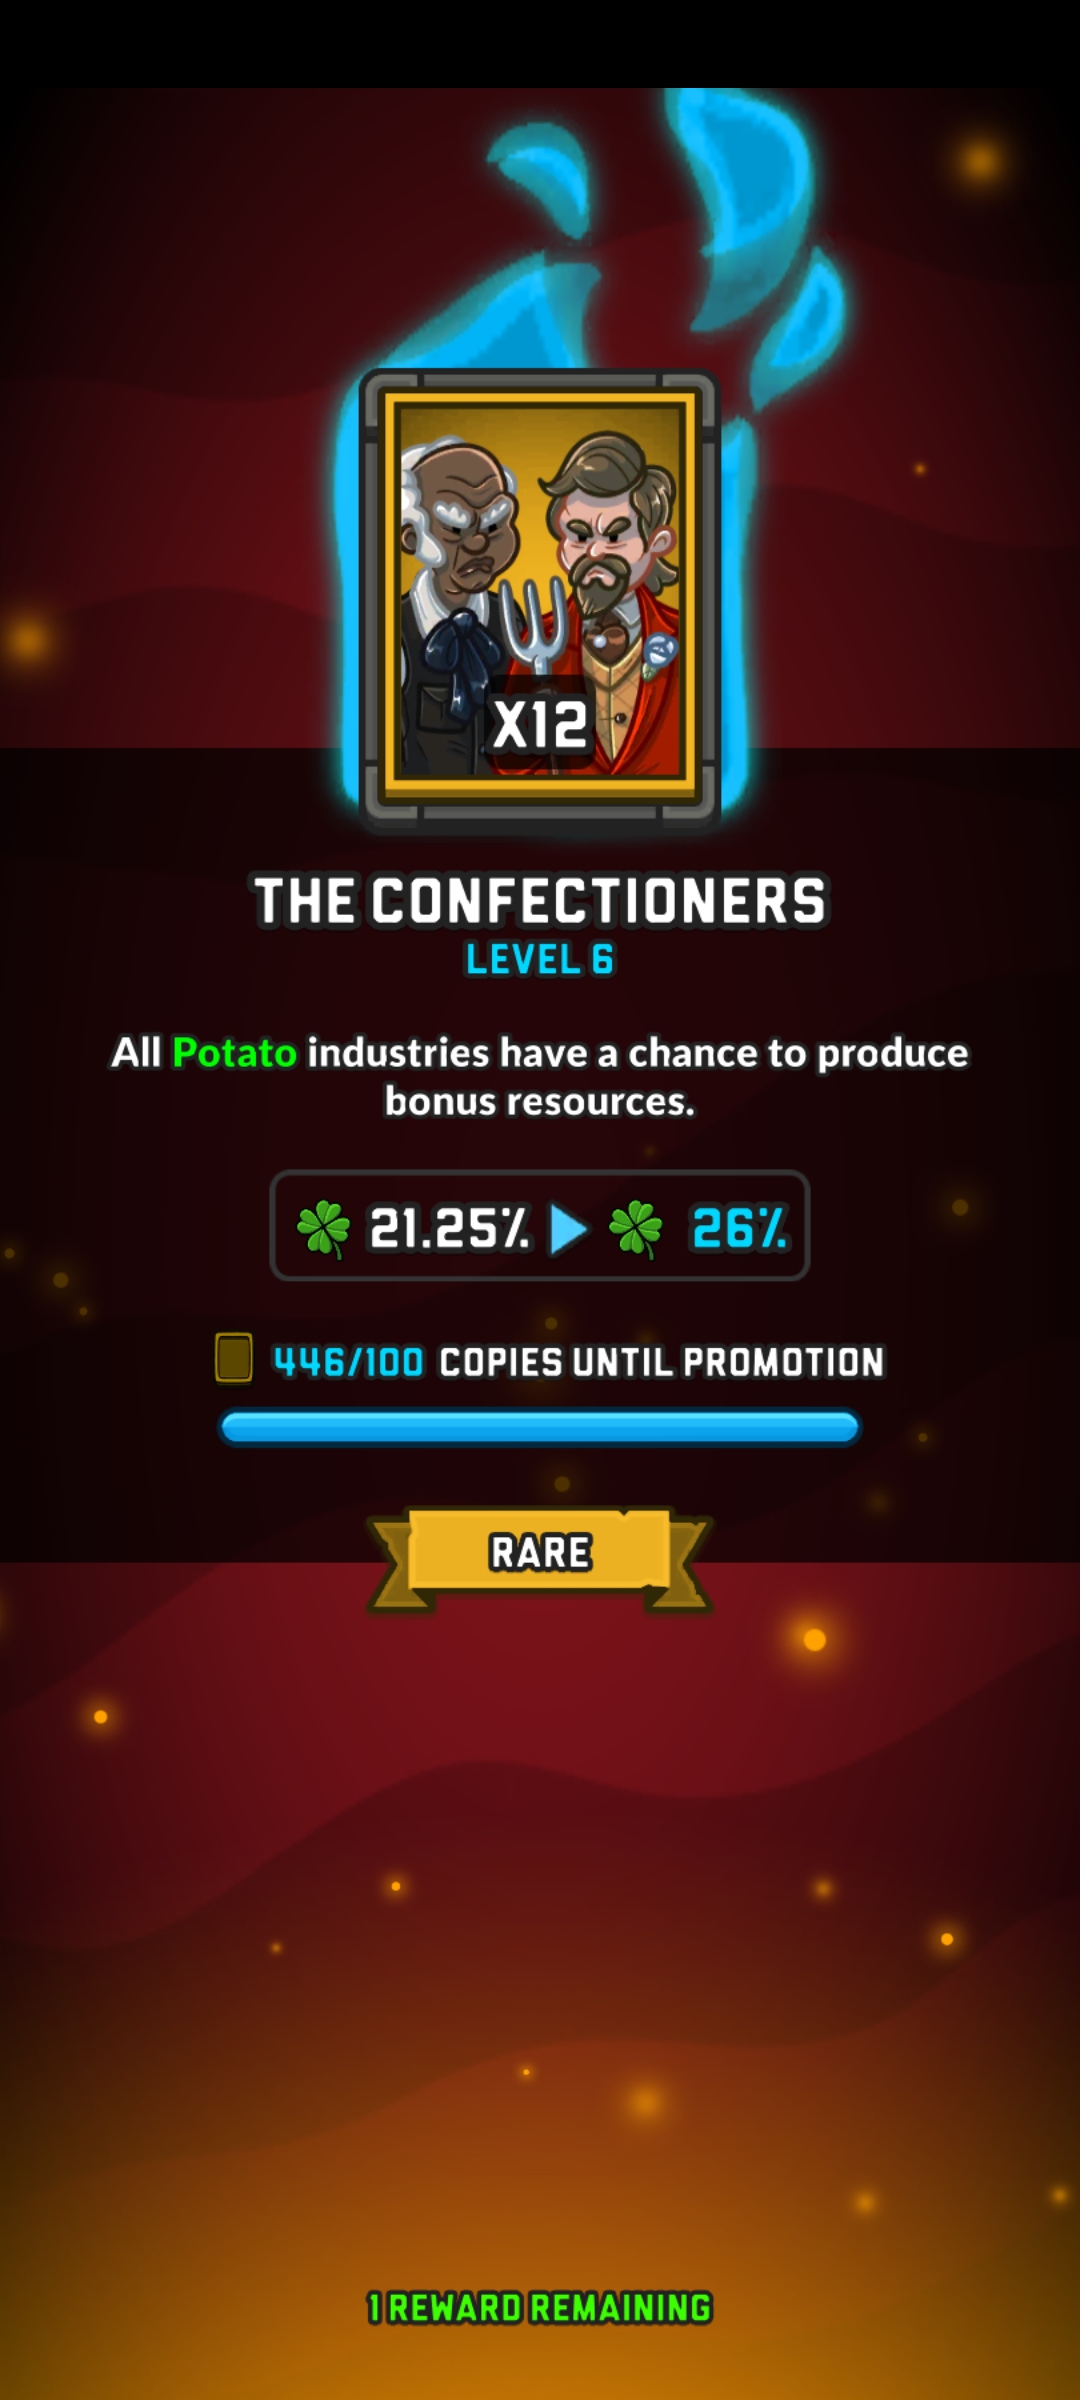 X12
THE CONFECTIONERS
LEVEL 6
All Potato industries have a chance to produce
bonus resources.
21.25% 26%
446/100 COPIES UNTIL PROMOTION
RARE
1 REWARD REMAINING